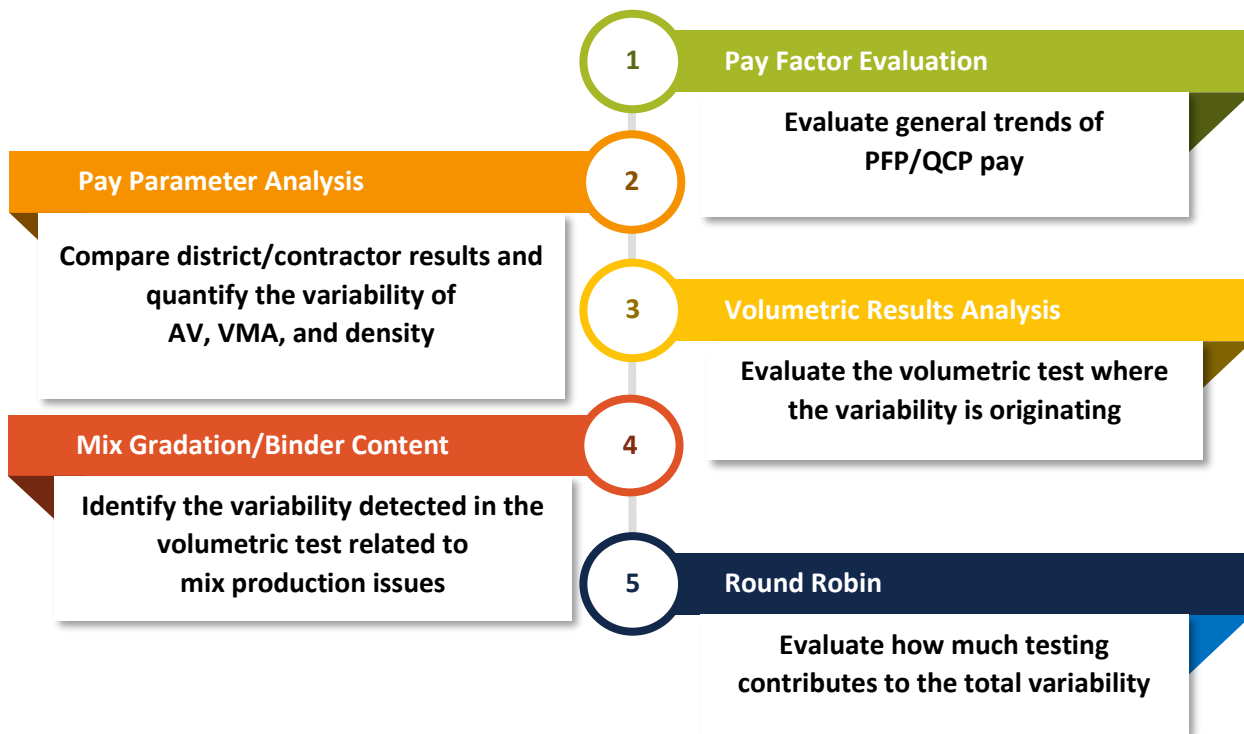 1
Pay Factor Evaluation
Evaluate general trends of
PFP/QCP pay
2
Pay Parameter Analysis
Compare district/contractor results and
quantify the variability of
AV, VMA, and density
3
Volumetric Results Analysis
Evaluate the volumetric test where
the variability is originating
4
Mix Gradation/Binder Content
Identify the variability detected in the
volumetric test related to
mix production issues
5
Round Robin
Evaluate how much testing
contributes to the total variability